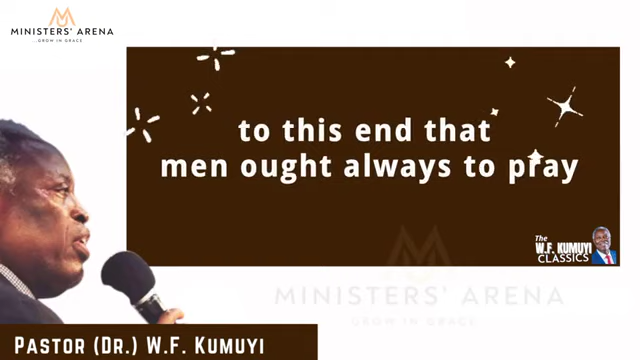 MINISTERS' ARENA
GROW IN GRACE
to this end that
men ought always to pray
The
W.F. KUMUYI
CLASSICS
MINISTERS' ARENA
GROW IN GRACE
PASTOR (DR.) W.F. KUMUYI